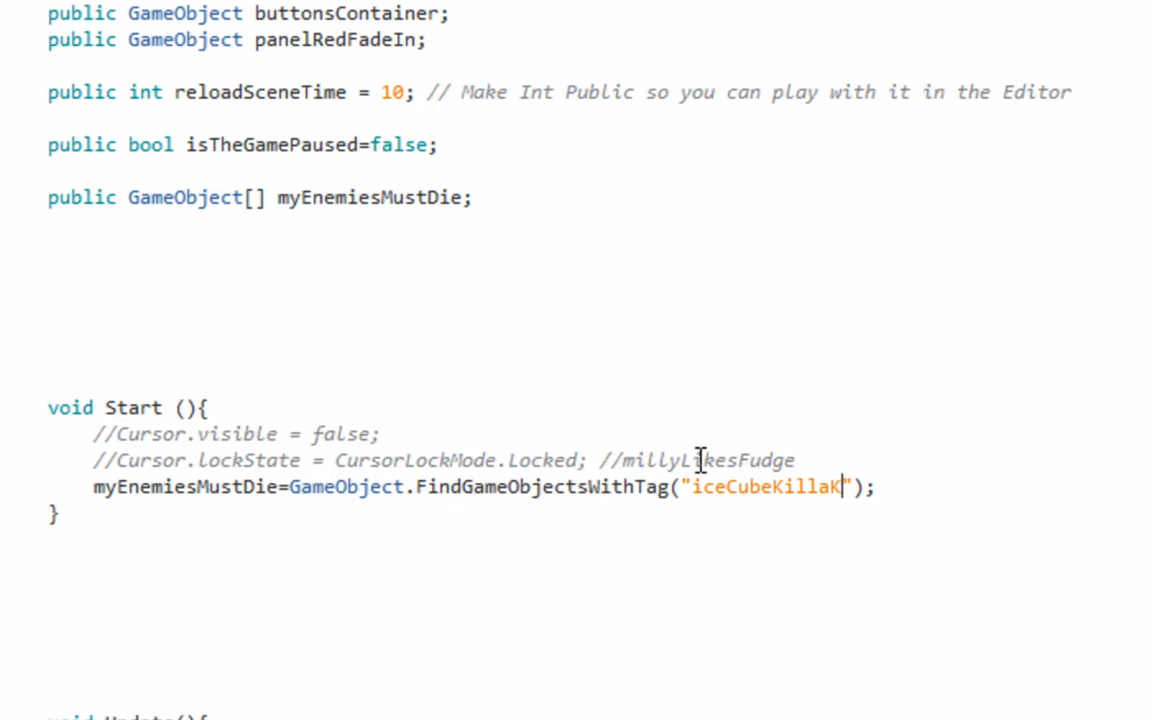 public GameObject buttonsContainer;
public GameObject panelRedFadeIn;
public int reloadSceneTime = 10; // Make Int Public so you can play with it in the Editor
public bool isTheGamePaused=false;
public GameObject[] myEnemiesMustDie;
void Start (){
//Cursor.visible = false;
//Cursor.lockState = CursorLockMode.Locked; //millyLikesFudge
myEnemiesMustDie=GameObject.FindGameObjectsWithTag("iceCubeKillaK");
}
void Update(){